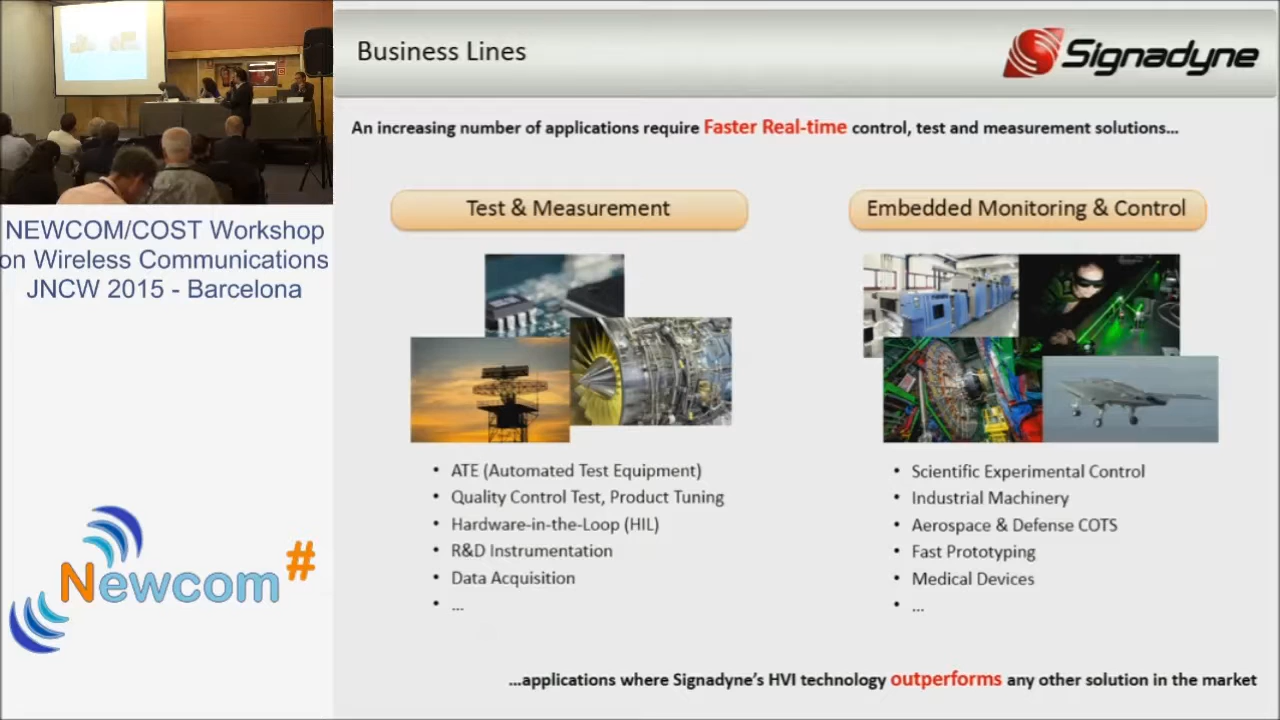 Business Lines
Signadyne
An increasing number of applications require Faster Real-time control, test and measurement solutions...
NEWCOM/COST Workshop
on Wireless Communications
JNCW 2015 - Barcelona
Newcom#
Test & Measurement
• ATE (Automated Test Equipment)
• Quality Control Test, Product Tuning
• Hardware-in-the-Loop (HIL)
• R&D Instrumentation
• Data Acquisition
• ...
Embedded Monitoring & Control
• Scientific Experimental Control
• Industrial Machinery
• Aerospace & Defense COTS
• Fast Prototyping
• Medical Devices
• ...
...applications where Signadyne's HVI technology outperforms any other solution in the market